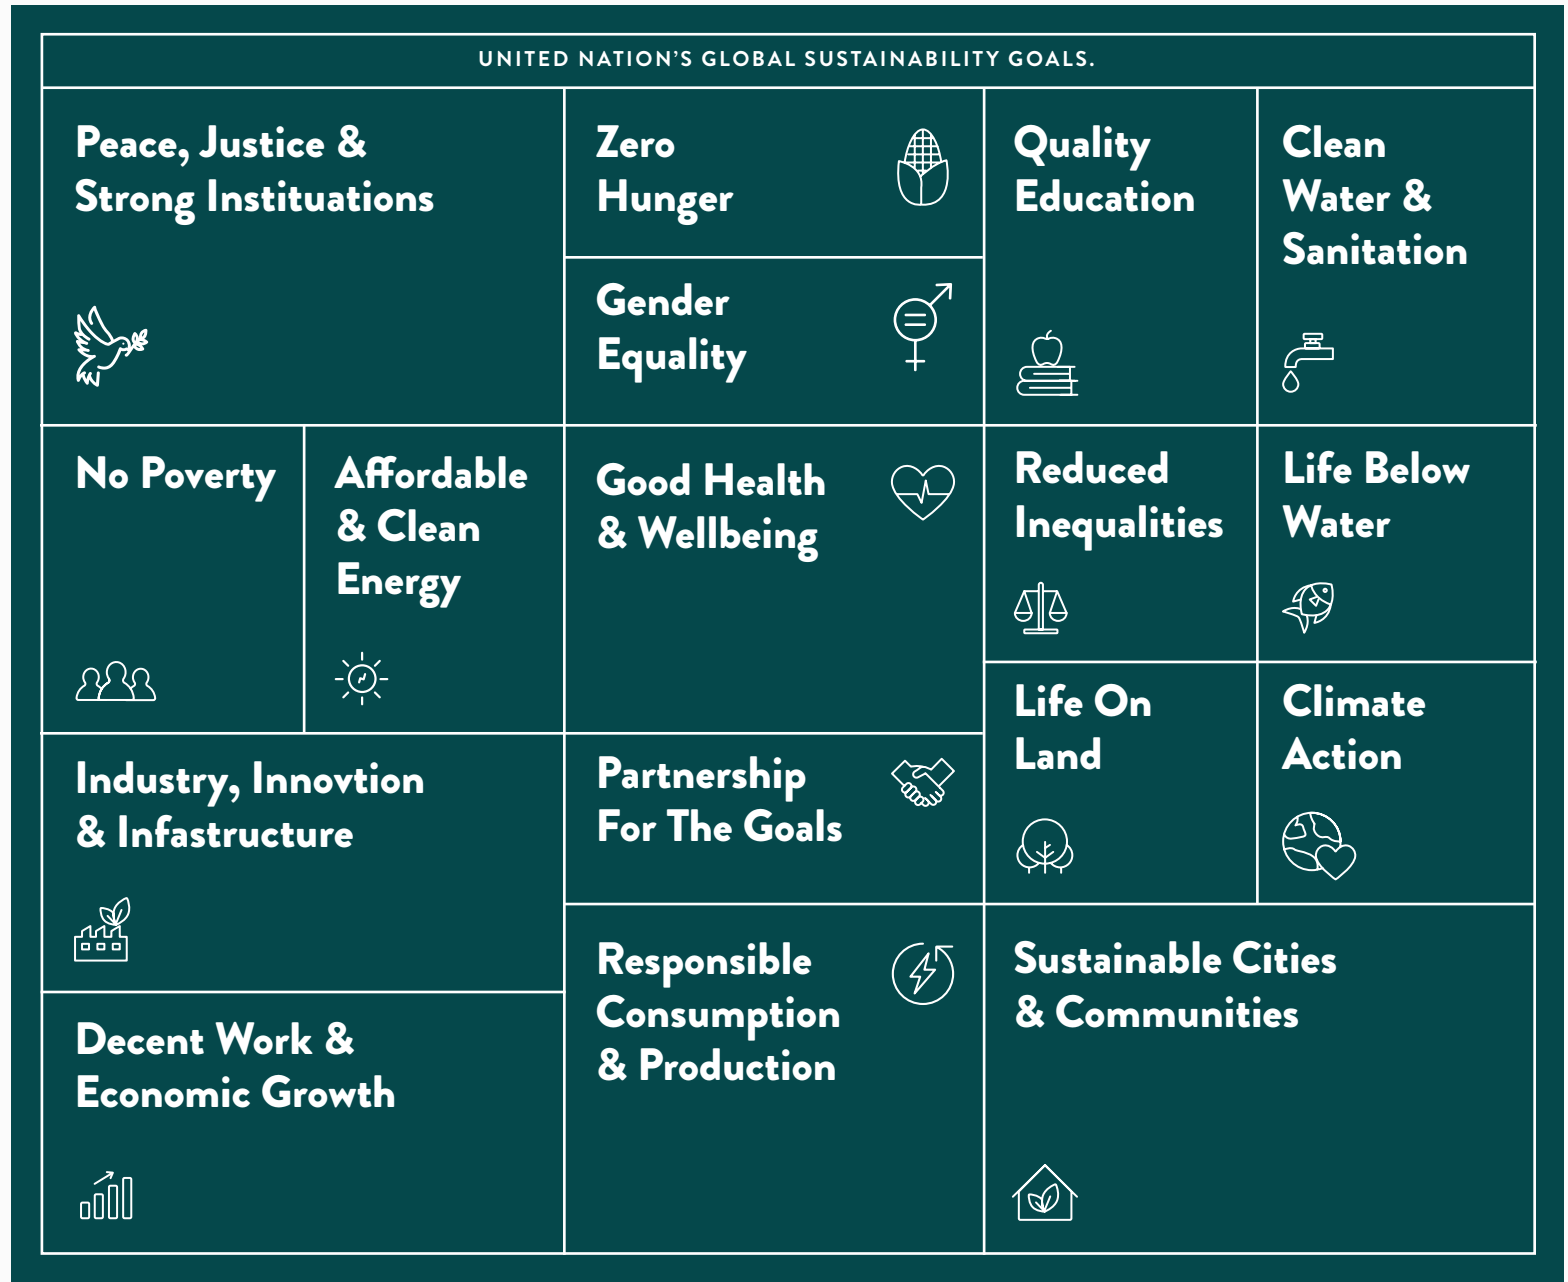 UNITED NATION'S GLOBAL SUSTAINABILITY GOALS.
Peace, Justice &
Strong Instituations
Zero
Hunger
Gender
Equality
Quality
Education
Clean
Water &
Sanitation
No Poverty
Affordable
& Clean
Energy
Good Health
& Wellbeing
Reduced
Inequalities
Life Below
Water
Life On
Land
Climate
Action
Industry, Innovtion
& Infastructure
Partnership
For The Goals
Decent Work &
Economic Growth
Responsible
Consumption
& Production
Sustainable Cities
& Communities